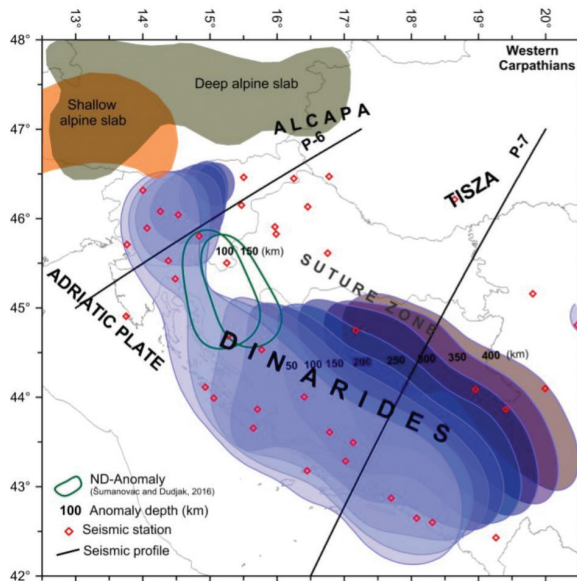 13° 14° 15° 16° 17° 18° 19° 20°
48°
47°
46°
45°
44°
43°
42°
Western
Carpathians
Deep alpine slab
Shallow
alpine slab
ALCAPA
P-6
P-7
TISZA
100 150 (km)
SUTURE ZONE
ADRIATIC PLATE
DINARIDES
50 100 150 200 250 300 350 400 (km)
ND-Anomaly
(Šumanovac and Dudjak, 2016)
100 Anomaly depth (km)
Seismic station
Seismic profile